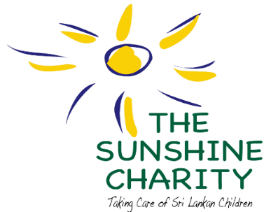 THE
SUNSHINE
CHARITY
Taking Care of Sri Lankan Children